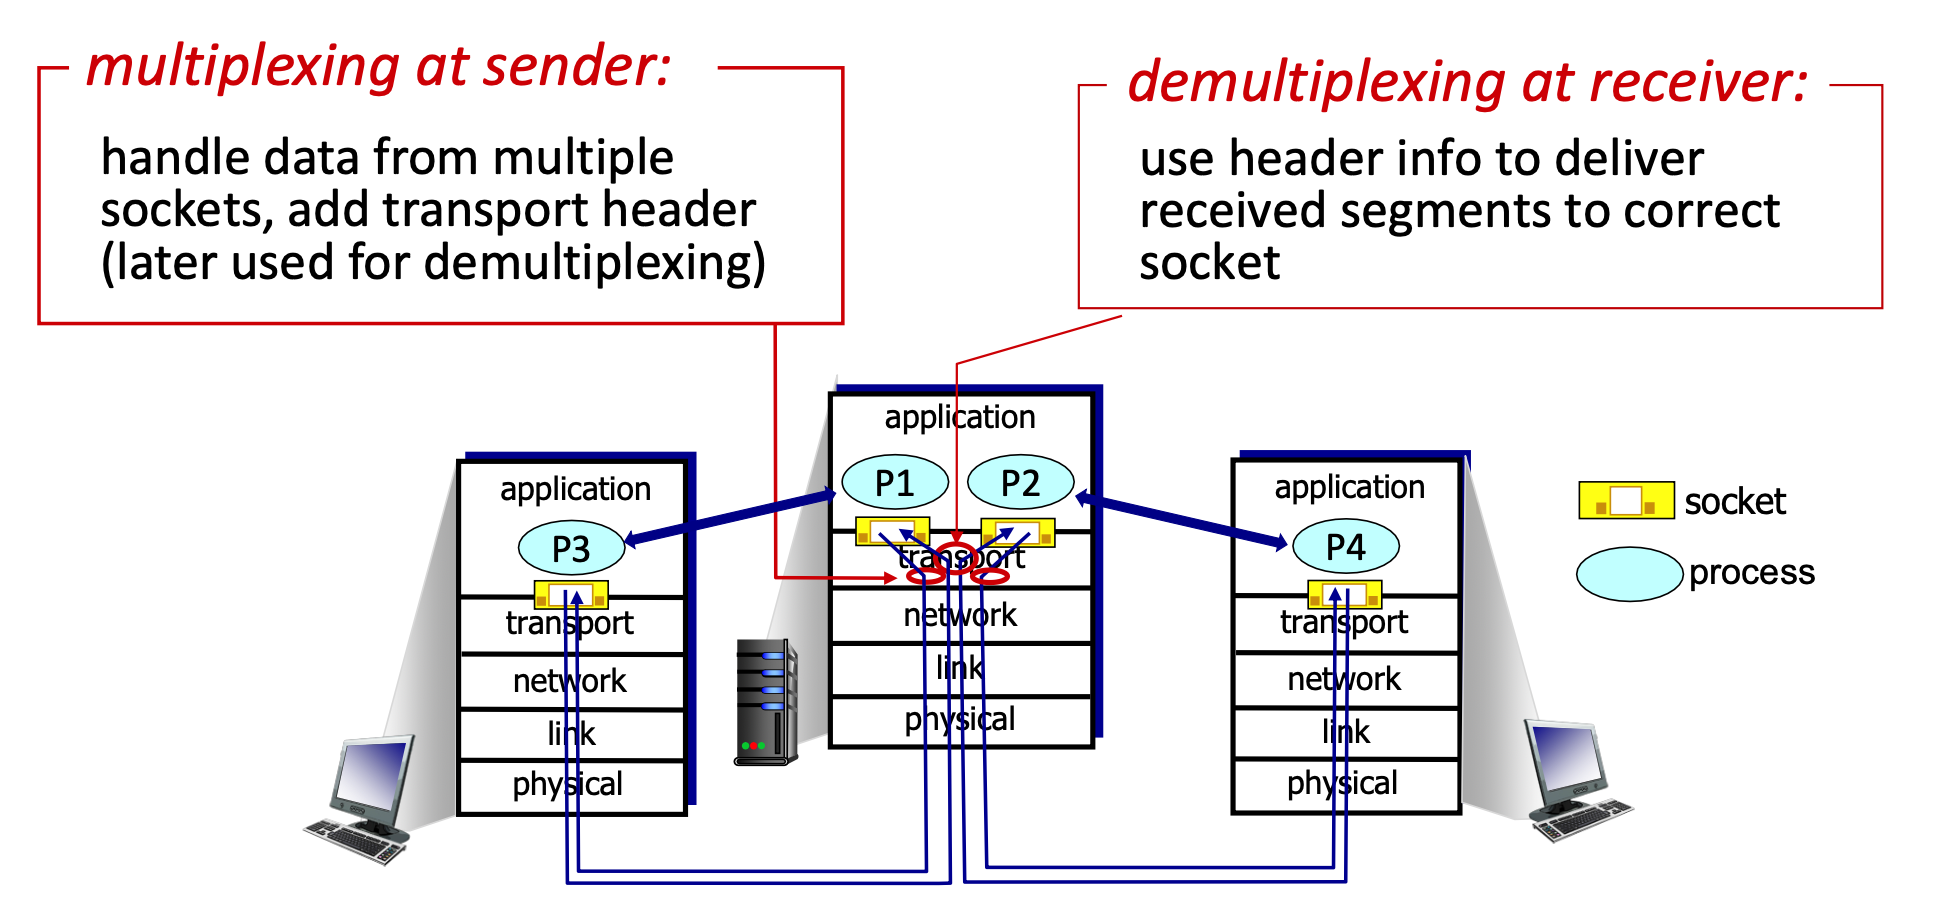 multiplexing at sender:
handle data from multiple
sockets, add transport header
(later used for demultiplexing)
demultiplexing at receiver:
use header info to deliver
received segments to correct
socket
application
P3
transport
network
link
physical
application
P1 P2
transport
network
link
physical
application
P4
transport
network
link
physical
socket
process